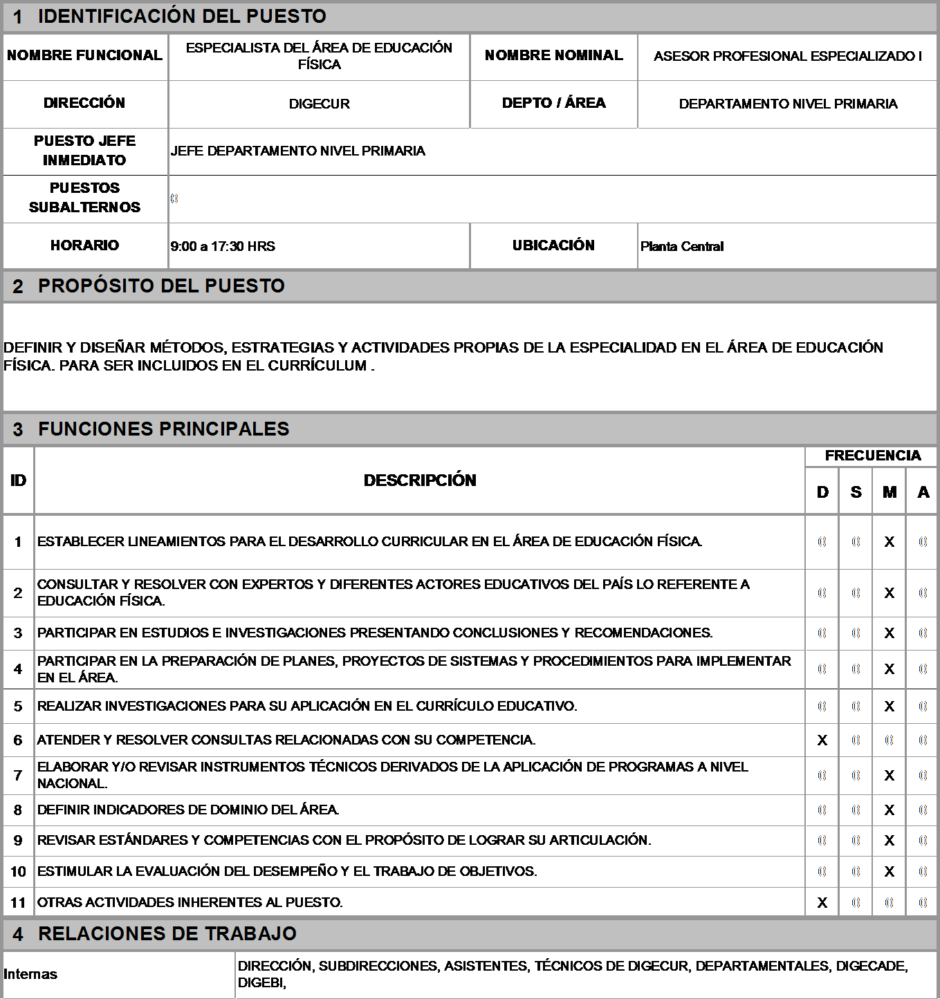 1 IDENTIFICACIÓN DEL PUESTO
NOMBRE FUNCIONAL
ESPECIALISTA DEL ÁREA DE EDUCACIÓN
FÍSICA
NOMBRE NOMINAL
ASESOR PROFESIONAL ESPECIALIZADO I
DIRECCIÓN
DIGECUR
DEPTO / ÁREA
DEPARTAMENTO NIVEL PRIMARIA
PUESTO JEFE
INMEDIATO
JEFE DEPARTAMENTO NIVEL PRIMARIA
PUESTOS
SUBALTERNOS
0
HORARIO
9:00 a 17:30 HRS
UBICACIÓN
Planta Central
2 PROPÓSITO DEL PUESTO
DEFINIR Y DISEÑAR MÉTODOS, ESTRATEGIAS Y ACTIVIDADES PROPIAS DE LA ESPECIALIDAD EN EL ÁREA DE EDUCACIÓN
FÍSICA. PARA SER INCLUIDOS EN EL CURRÍCULUM .
3 FUNCIONES PRINCIPALES
ID
DESCRIPCIÓN
FRECUENCIA
D S M A
1 ESTABLECER LINEAMIENTOS PARA EL DESARROLLO CURRICULAR EN EL ÁREA DE EDUCACIÓN FÍSICA. 0 0 X 0
2 CONSULTAR Y RESOLVER CON EXPERTOS Y DIFERENTES ACTORES EDUCATIVOS DEL PAÍS LO REFERENTE A
EDUCACIÓN FÍSICA. 0 0 X 0
3 PARTICIPAR EN ESTUDIOS E INVESTIGACIONES PRESENTANDO CONCLUSIONES Y RECOMENDACIONES. 0 0 X 0
4 PARTICIPAR EN LA PREPARACIÓN DE PLANES, PROYECTOS DE SISTEMAS Y PROCEDIMIENTOS PARA IMPLEMENTAR
EN EL ÁREA. 0 0 X 0
5 REALIZAR INVESTIGACIONES PARA SU APLICACIÓN EN EL CURRÍCULO EDUCATIVO. 0 0 X 0
6 ATENDER Y RESOLVER CONSULTAS RELACIONADAS CON SU COMPETENCIA. X 0 0 0
7 ELABORAR Y/O REVISAR INSTRUMENTOS TÉCNICOS DERIVADOS DE LA APLICACIÓN DE PROGRAMAS A NIVEL
NACIONAL. 0 0 X 0
8 DEFINIR INDICADORES DE DOMINIO DEL ÁREA. 0 0 X 0
9 REVISAR ESTÁNDARES Y COMPETENCIAS CON EL PROPÓSITO DE LOGRAR SU ARTICULACIÓN. 0 0 X 0
10 ESTIMULAR LA EVALUACIÓN DEL DESEMPEÑO Y EL TRABAJO DE OBJETIVOS. 0 0 X 0
11 OTRAS ACTIVIDADES INHERENTES AL PUESTO. X 0 0 0
4 RELACIONES DE TRABAJO
Internas
DIRECCIÓN, SUBDIRECCIONES, ASISTENTES, TÉCNICOS DE DIGECUR, DEPARTAMENTALES, DIGECADE,
DIGEBI,